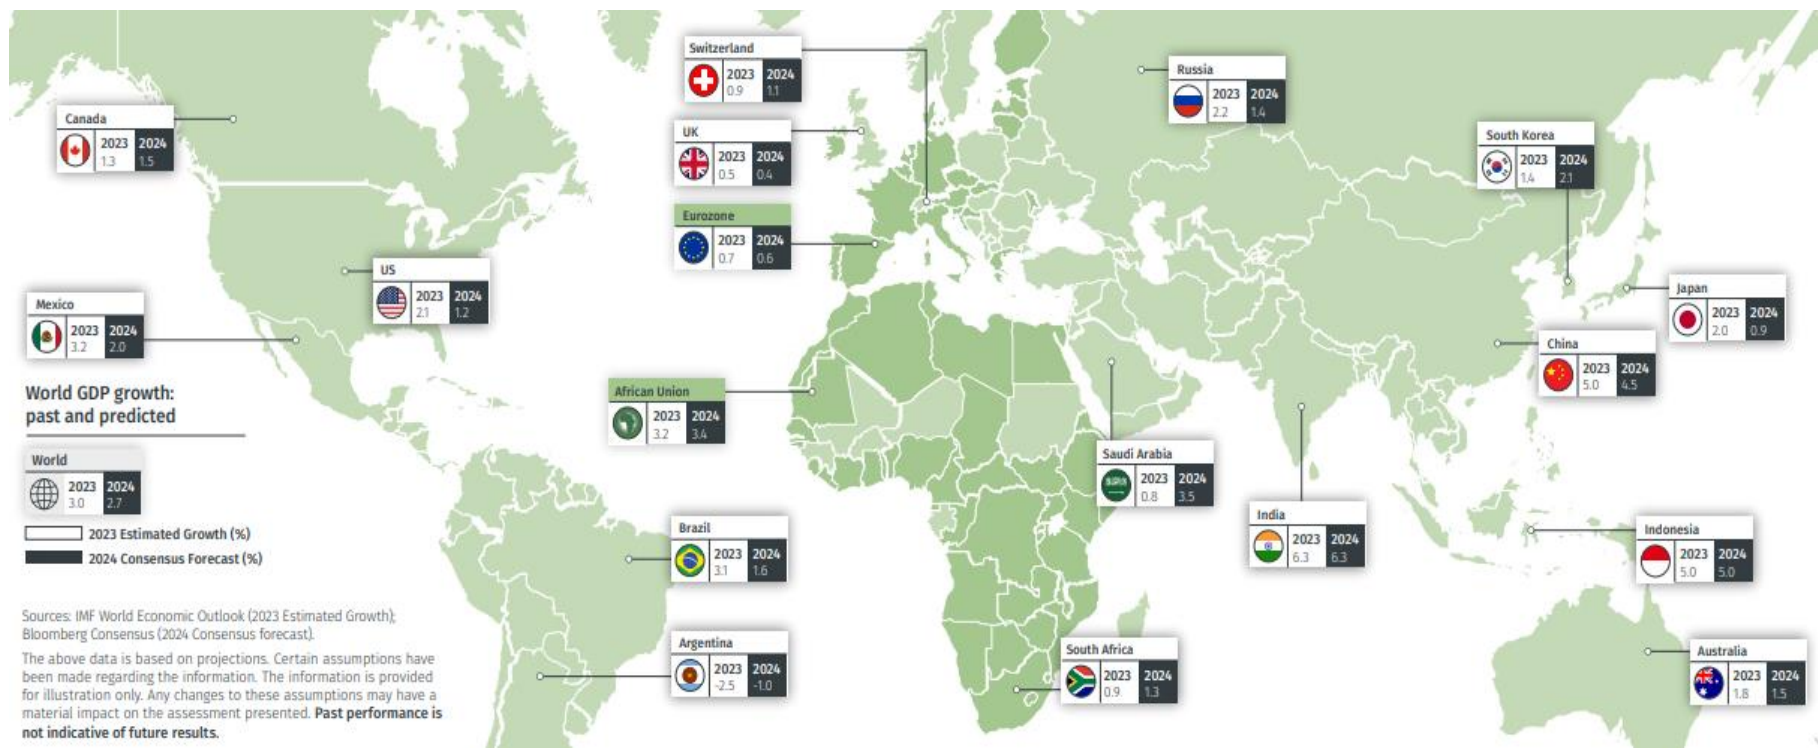 Switzerland
2023 2024
0.9 1.1
Russia
2023 2024
2.2 1.4
Canada
2023 2024
1.3 1.5
UK
2023 2024
0.5 0.4
South Korea
2023 2024
1.4 2.1
Eurozone
2023 2024
0.7 0.6
US
2023 2024
2.1 1.2
Mexico
2023 2024
3.2 2.0
Japan
2023 2024
2.0 0.9
China
2023 2024
5.0 4.5
African Union
2023 2024
3.2 3.4
World GDP growth:
past and predicted
World
2023 2024
3.0 2.7
2023 Estimated Growth (%)
2024 Consensus Forecast (%)
Saudi Arabia
2023 2024
0.8 3.5
India
2023 2024
6.3 6.3
Brazil
2023 2024
3.1 1.6
Indonesia
2023 2024
5.0 5.0
Argentina
2023 2024
-2.5 -1.0
South Africa
2023 2024
0.9 1.3
Australia
2023 2024
1.8 1.5
Sources: IMF World Economic Outlook (2023 Estimated Growth);
Bloomberg Consensus (2024 Consensus forecast).
The above data is based on projections. Certain assumptions have
been made regarding the information. The information is provided
for illustration only. Any changes to these assumptions may have a
material impact on the assessment presented. Past performance is
not indicative of future results.